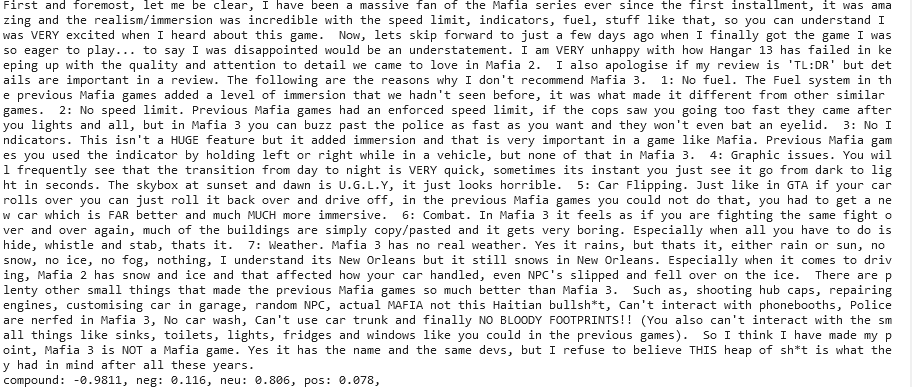 First and foremost, let me be clear, I have been a massive fan of the Mafia series ever since the first installment, it was ama
zing and the realism/immersion was incredible with the speed limit, indicators, fuel, stuff like that, so you can understand I
was VERY excited when I heard about this game.  Now, lets skip forward to just a few days ago when I finally got the game I was
so eager to play... to say I was disappointed would be an understatement. I am VERY unhappy with how Hangar 13 has failed in ke
eping up with the quality and attention to detail we came to love in Mafia 2.  I also apologise if my review is 'TL:DR' but det
ails are important in a review. The following are the reasons why I don't recommend Mafia 3.  1: No fuel. The Fuel system in th
e previous Mafia games added a level of immersion that we hadn't seen before, it was what made it different from other similar
games.  2: No speed limit. Previous Mafia games had an enforced speed limit, if the cops saw you going too fast they came after
you lights and all, but in Mafia 3 you can buzz past the police as fast as you want and they won't even bat an eyelid.  3: No I
ndicators. This isn't a HUGE feature but it added immersion and that is very important in a game like Mafia. Previous Mafia gam
es you used the indicator by holding left or right while in a vehicle, but none of that in Mafia 3.  4: Graphic issues. You wil
l frequently see that the transition from day to night is VERY quick, sometimes its instant you just see it go from dark to lig
ht in seconds. The skybox at sunset and dawn is U.G.L.Y, it just looks horrible.  5: Car Flipping. Just like in GTA if your car
rolls over you can just roll it back over and drive off, in the previous Mafia games you could not do that, you had to get a ne
w car which is FAR better and much MUCH more immersive.  6: Combat. In Mafia 3 it feels as if you are fighting the same fight o
ver and over again, much of the buildings are simply copy/pasted and it gets very boring. Especially when all you have to do is
hide, whistle and stab, thats it.  7: Weather. Mafia 3 has no real weather. Yes it rains, but thats it, either rain or sun, no
snow, no ice, no fog, nothing, I understand its New Orleans but it still snows in New Orleans. Especially when it comes to driv
ing, Mafia 2 has snow and ice and that affected how your car handled, even NPC's slipped and fell over on the ice.  There are p
lenty other small things that made the previous Mafia games so much better than Mafia 3.  Such as, shooting hub caps, repairing
engines, customising car in garage, random NPC, actual MAFIA not this Haitian bullsh*t, Can't interact with phonebooths, Police
are nerfed in Mafia 3, No car wash, Can't use car trunk and finally NO BLOODY FOOTPRINTS!! (You also can't interact with the sm
all things like sinks, toilets, lights, fridges and windows like you could in the previous games).  So I think I have made my p
oint, Mafia 3 is NOT a Mafia game. Yes it has the name and the same devs, but I refuse to believe THIS heap of sh*t is what the
y had in mind after all these years.
compound: -0.9811, neg: 0.116, neu: 0.806, pos: 0.078,